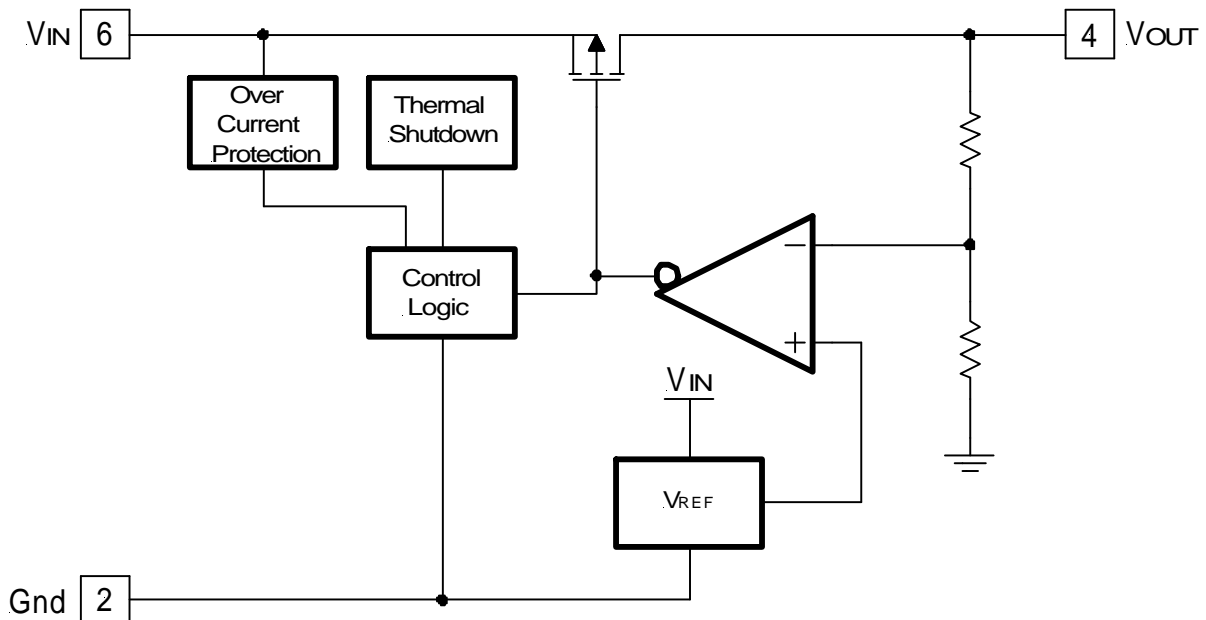 VIN 6
4 VOUT
Over
Current
Protection
Thermal
Shutdown
−
Control
Logic
+
VIN
VREF
Gnd 2